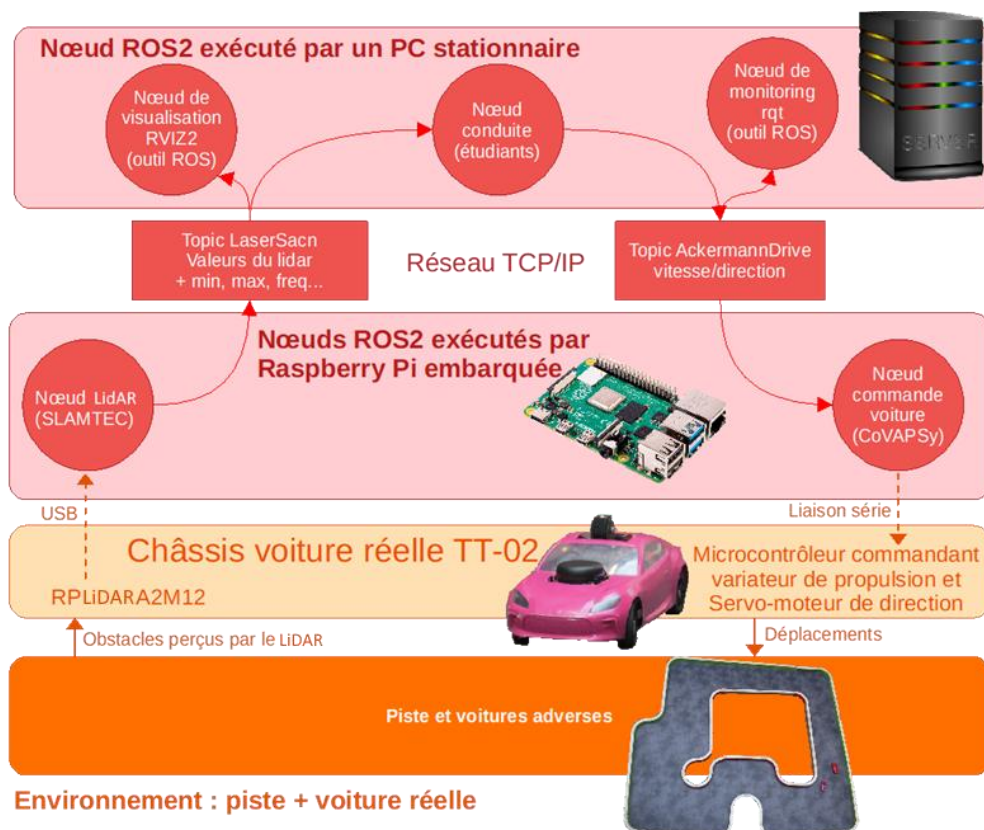 Nœud ROS2 exécuté par un PC stationnaire
Nœud de
visualisation
RVIZ2
(outil ROS)
Nœud
conduite
(étudiants)
Nœud de
monitoring
rqt
(outil ROS)
SERVER
Topic LaserSacn
Valeurs du lidar
+ min, max, freq...
Réseau TCP/IP
Topic AckermannDrive
vitesse/direction
Nœuds ROS2 exécutés par
Raspberry Pi embarquée
Nœud LiDAR
(SLAMTEC)
Nœud
commande
voiture
(CoVAPSy)
USB
Liaison série
Châssis voiture réelle TT-02
RPLiDARA2M12
Microcontrôleur commandant
variateur de propulsion et
Servo-moteur de direction
Obstacles perçus par le LiDAR
Déplacements
Piste et voitures adverses
Environnement : piste + voiture réelle